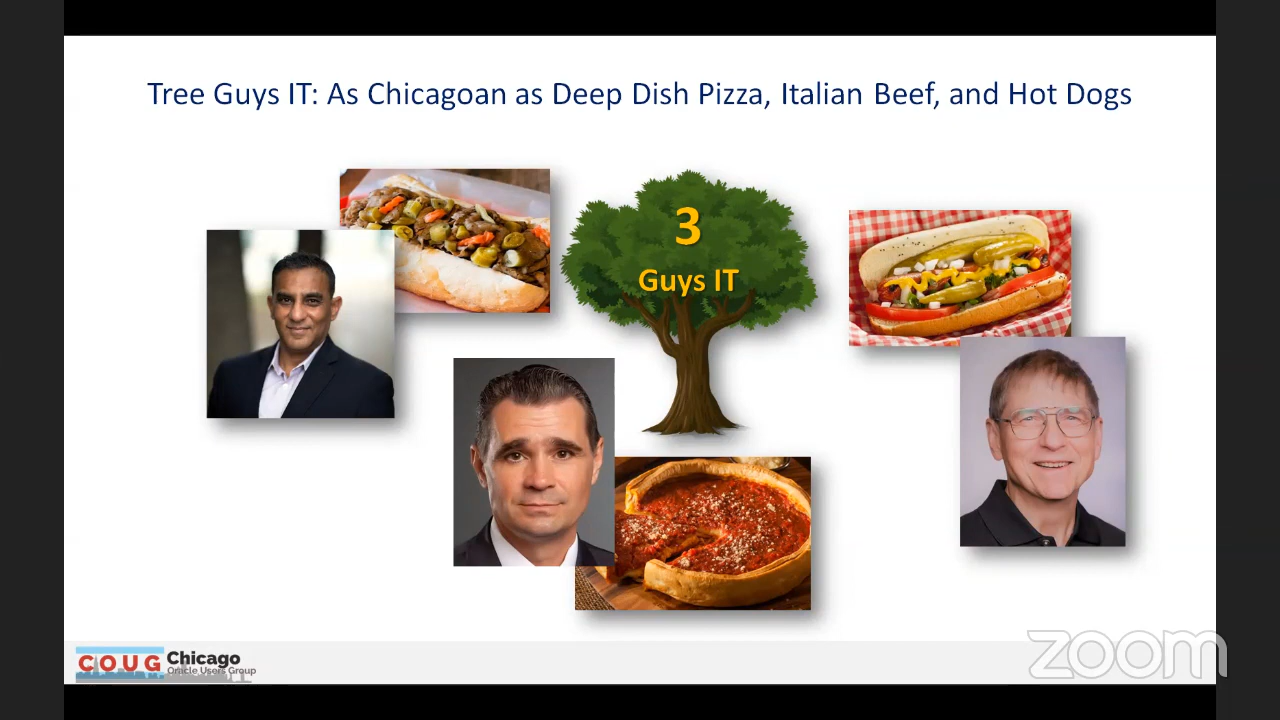 Tree Guys IT: As Chicagoan as Deep Dish Pizza, Italian Beef, and Hot Dogs
3
Guys IT
COUG Chicago
Oracle Users Group
zoom